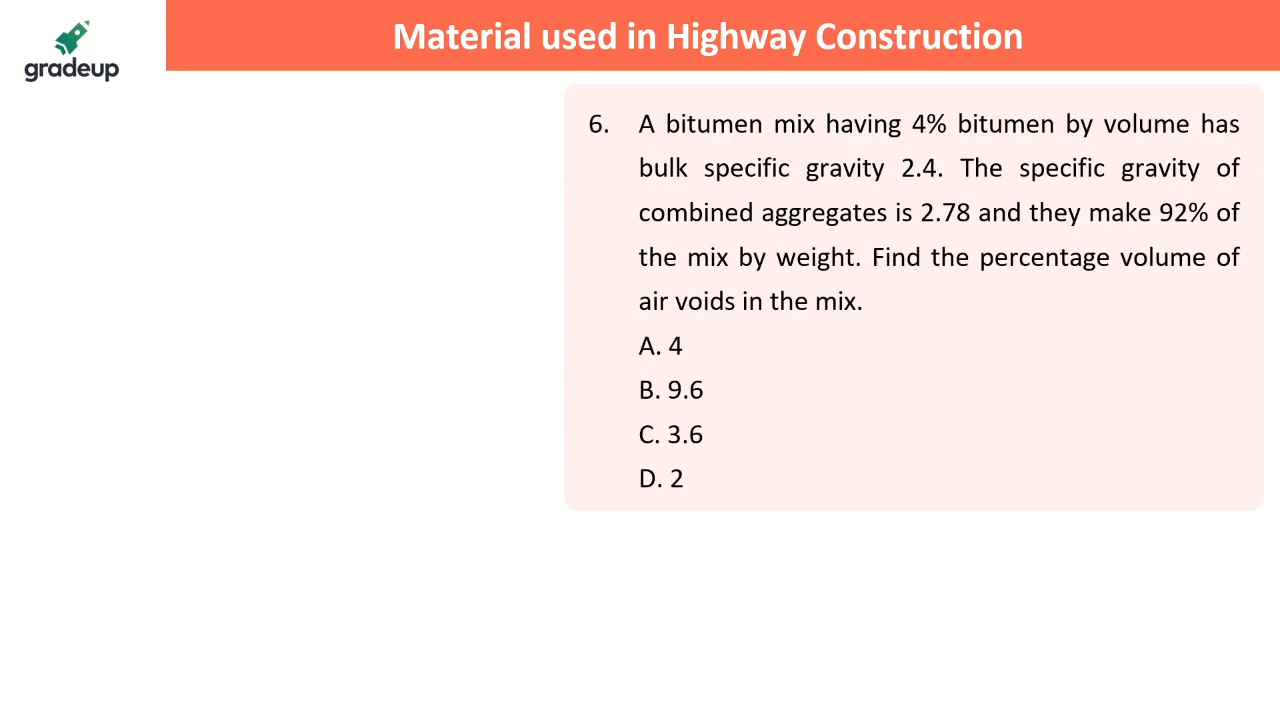 gradeup
Material used in Highway Construction
6. A bitumen mix having 4% bitumen by volume has
bulk specific gravity 2.4. The specific gravity of
combined aggregates is 2.78 and they make 92% of
the mix by weight. Find the percentage volume of
air voids in the mix.
A. 4
B. 9.6
C. 3.6
D. 2